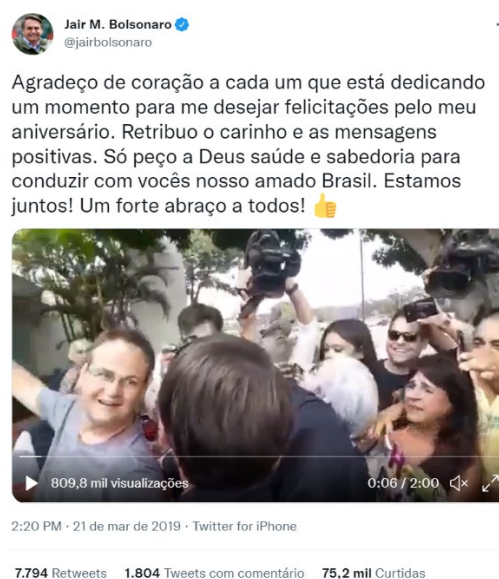 Jair M. Bolsonaro
@jairbolsonaro
Agradeço de coração a cada um que está dedicando
um momento para me desejar felicitações pelo meu
aniversário. Retribuo o carinho e as mensagens
positivas. Só peço a Deus saúde e sabedoria para
conduzir com vocês nosso amado Brasil. Estamos
juntos! Um forte abraço a todos! 👍
809,8 mil visualizações
0:06 / 2:00
2:20 PM · 21 de mar de 2019 · Twitter for iPhone
7.794 Retweets 1.804 Tweets com comentário 75,2 mil Curtidas